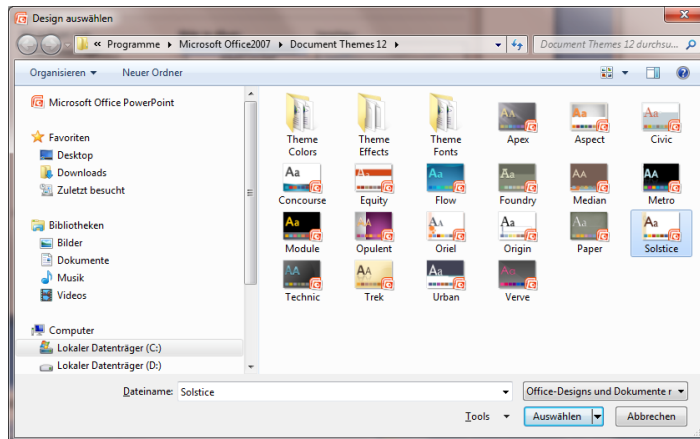 Design auswählen
« Programme Microsoft Office2007 Document Themes 12
Document Themes 12 durchsu...
Organisieren Neuer Ordner
Microsoft Office PowerPoint
Favoriten
Desktop
Downloads
Zuletzt besucht
Bibliotheken
Bilder
Dokumente
Musik
Videos
Computer
Lokaler Datenträger (C:)
Lokaler Datenträger (D:)
Theme Colors
Theme Effects
Theme Fonts
Apex
Aspect
Civic
Concourse
Equity
Flow
Foundry
Median
Metro
Module
Opulent
Oriel
Origin
Paper
Solstice
Technic
Trek
Urban
Verve
Dateiname: Solstice
Office-Designs und Dokumente r
Tools Auswählen Abbrechen